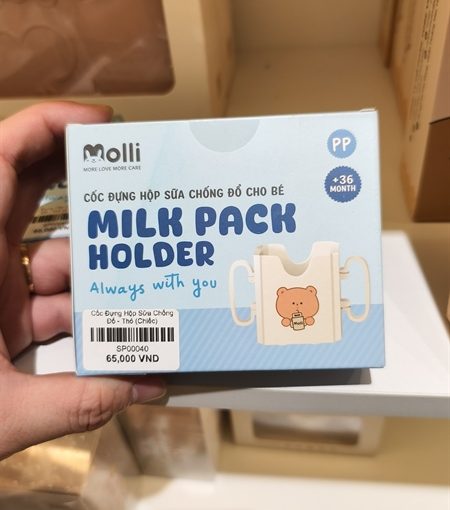 Molli
MORE LOVE MORE CARE
PP
+36
MONTH
CỐC ĐỰNG HỘP SỮA CHỐNG ĐỔ CHO BÉ
MILK PACK
HOLDER
Always with you
Cốc Đựng Hộp Sữa Chống
Đổ - Thỏ (Chiếc)
SP00040
65,000 VND